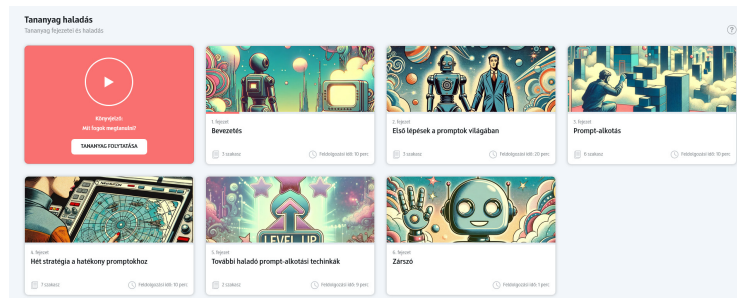 Tananyag haladás
Tananyag fejezetei és haladás
Könyvjelző:
Mit fogok megtanulni?
TANANYAG FOLYTATÁSA
1. fejezet
Bevezetés
3 szakasz
Feldolgozási idő: 10 perc
2. fejezet
Első lépések a promptok világában
3 szakasz
Feldolgozási idő: 20 perc
3. fejezet
Prompt-alkotás
6 szakasz
Feldolgozási idő: 10 perc
4. fejezet
Hét stratégia a hatékony promptokhoz
7 szakasz
Feldolgozási idő: 10 perc
LEVEL UP
5. fejezet
További haladó prompt-alkotási techinkák
2 szakasz
Feldolgozási idő: 9 perc
6. fejezet
Zárszó
Feldolgozási idő: 1 perc